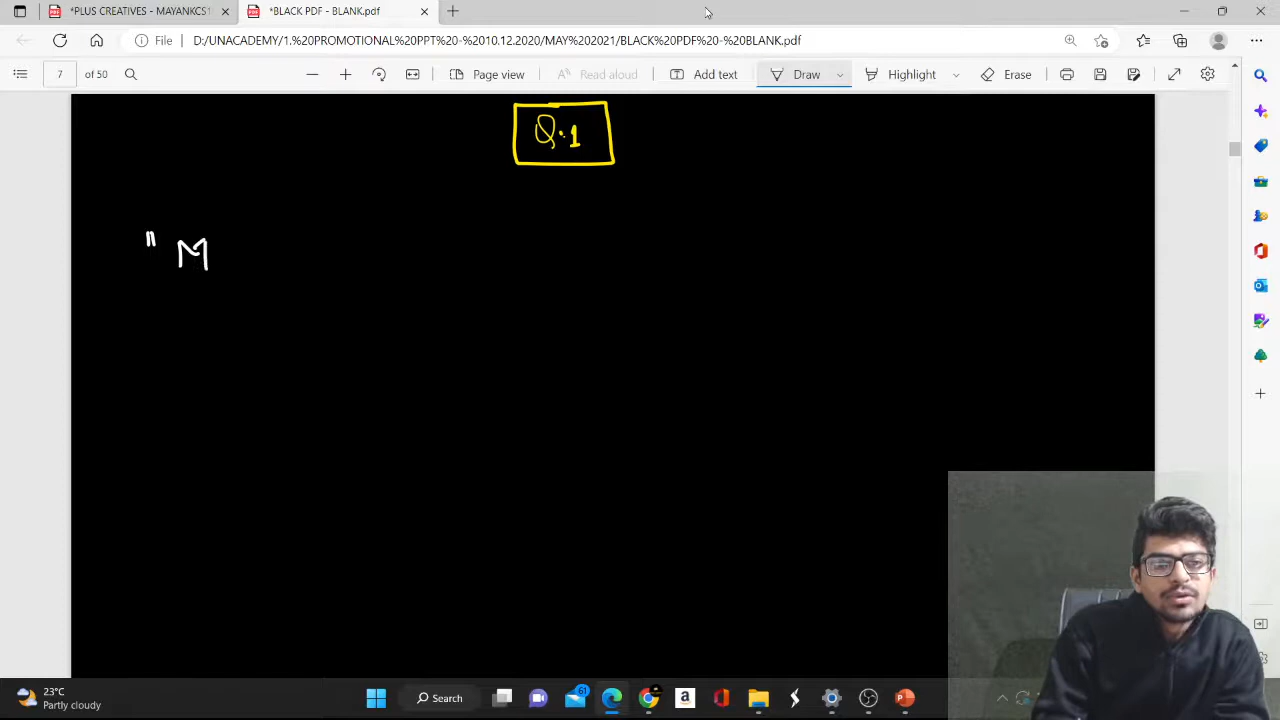 *PLUS CREATIVES - MAYANKCS1
*BLACK PDF - BLANK.pdf
File
D:/UNACADEMY/1.%20PROMOTIONAL%20PPT%20-%2010.12.2020/MAY%202021/BLACK%20PDF%20-%20BLANK.pdf
7 of 50
Page view
Read aloud
Add text
Draw
Highlight
Erase
Q.1
" M
23°C
Partly cloudy
Search
61